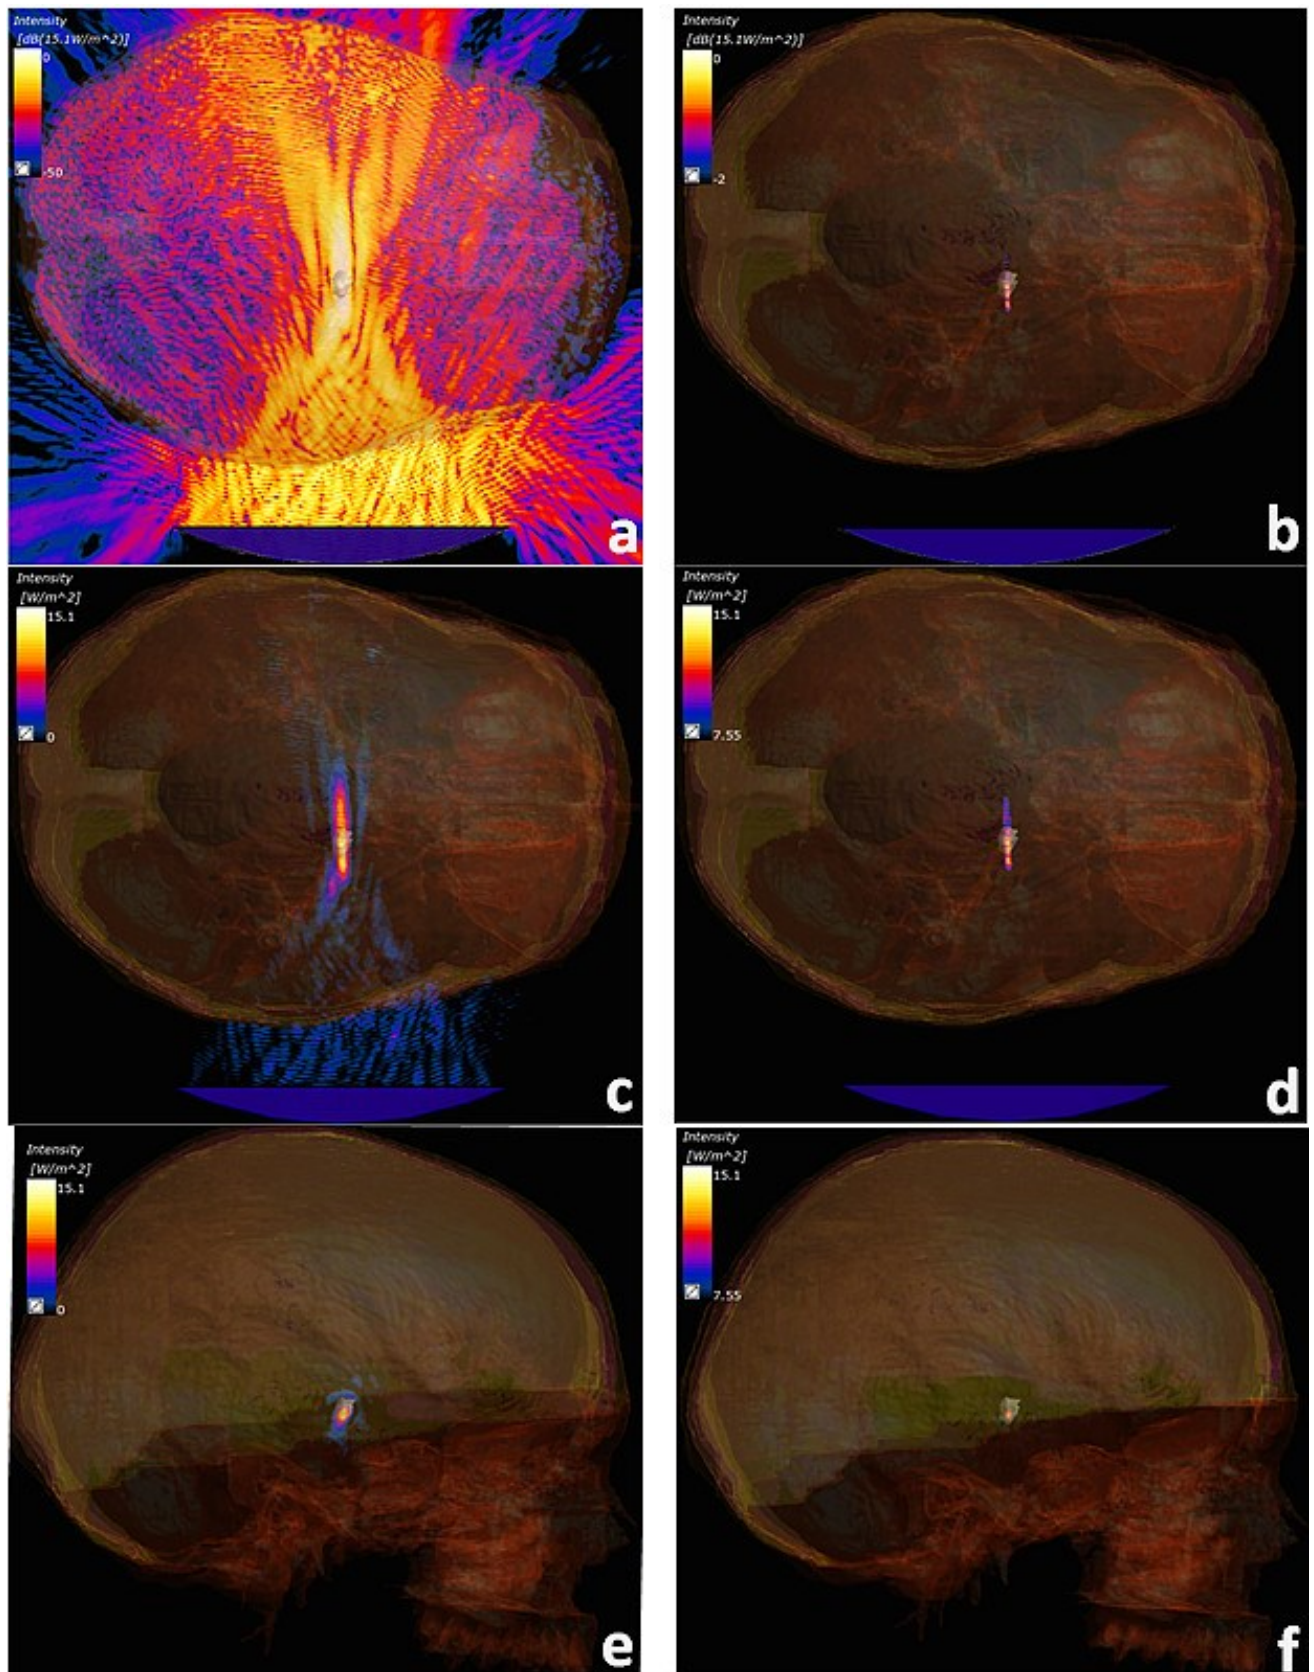 Intensity
[dB(15.1W/m^2)]
0
-50
a
Intensity
[dB(15.1W/m^2)]
0
-2
b
Intensity
[W/m^2]
15.1
0
c
Intensity
[W/m^2]
15.1
7.55
d
Intensity
[W/m^2]
15.1
0
e
Intensity
[W/m^2]
15.1
7.55
f